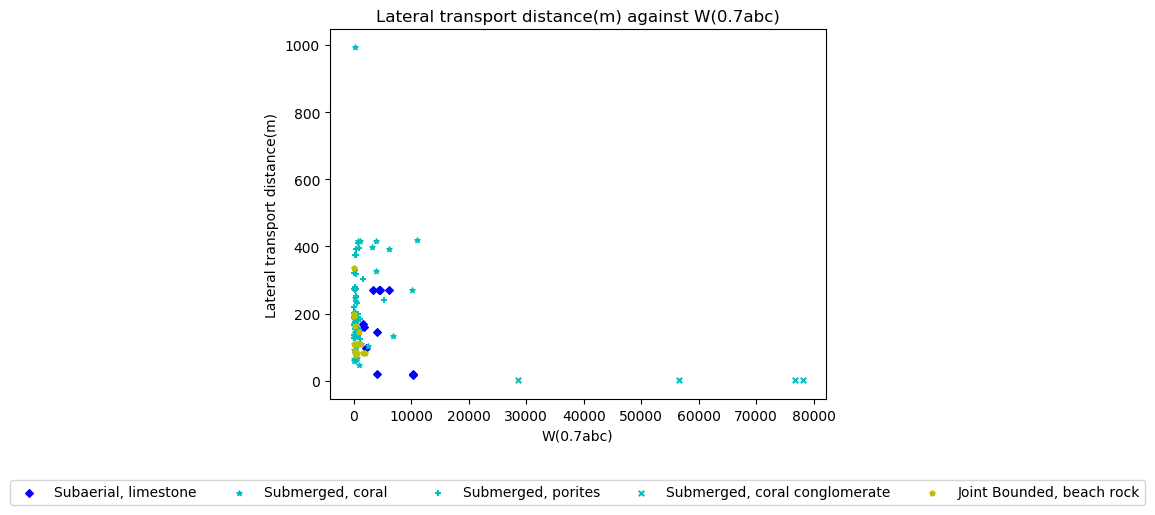 Lateral transport distance(m) against W(0.7abc)
1000
800
600
400
200
0
Lateral transport distance(m)
0 10000 20000 30000 40000 50000 60000 70000 80000
W(0.7abc)
Subaerial, limestone Submerged, coral Submerged, porites Submerged, coral conglomerate Joint Bounded, beach rock